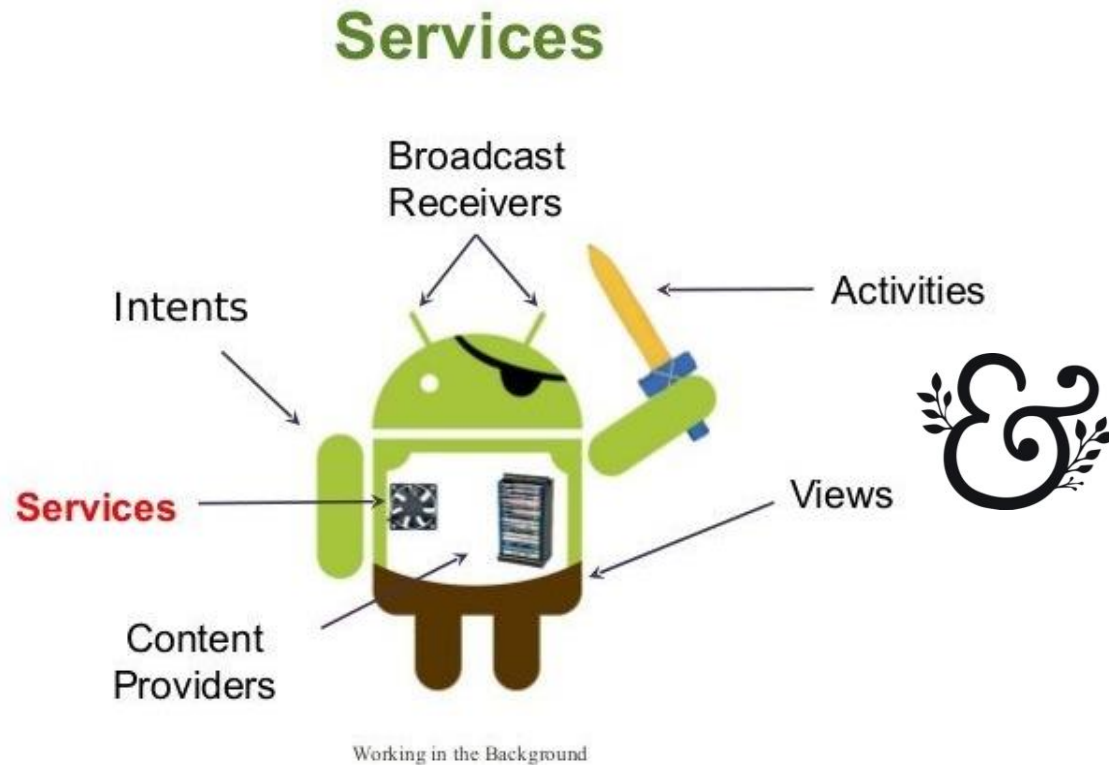 Services
Broadcast
Receivers
Intents
Activities
&
Services
Views
Content
Providers
Working in the Background